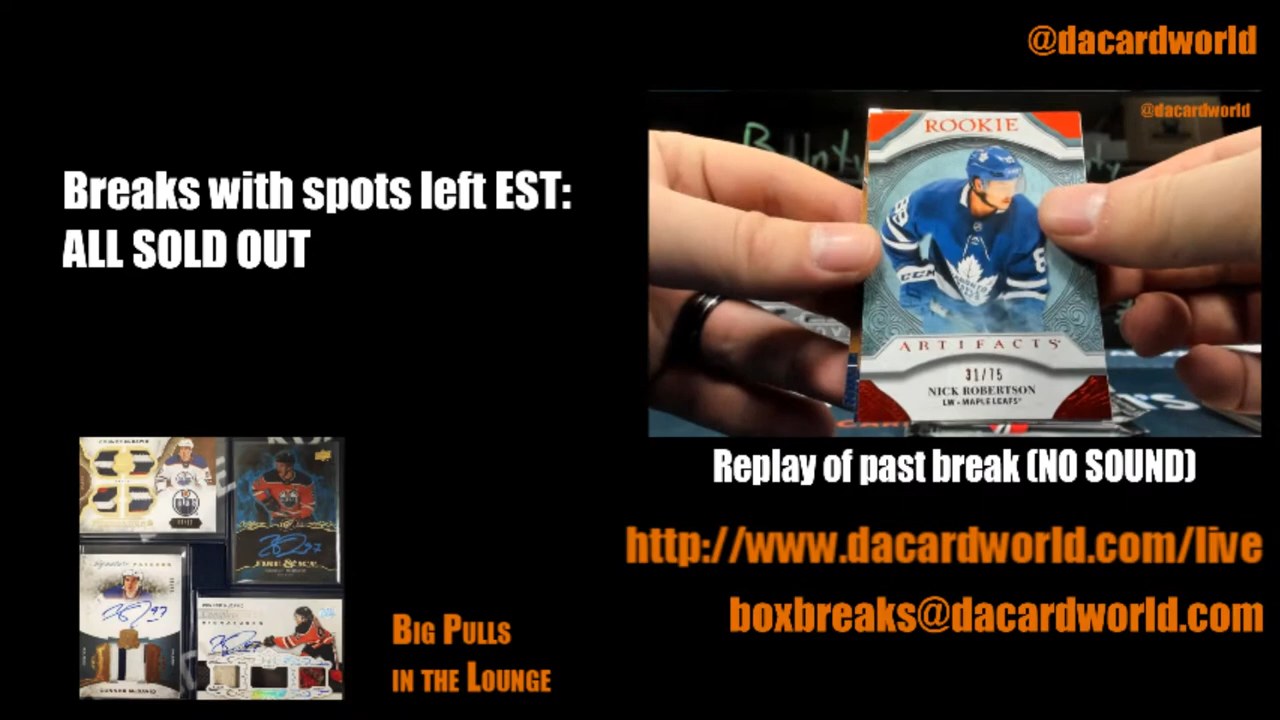 @dacardworld
Breaks with spots left EST:
ALL SOLD OUT
@dacardworld
ROOKIE
ARTIFACTS
31/75
NICK ROBERTSON
LW - MAPLE LEAFS
Replay of past break (NO SOUND)
http://www.dacardworld.com/live
boxbreaks@dacardworld.com
BIG PULLS
IN THE LOUNGE